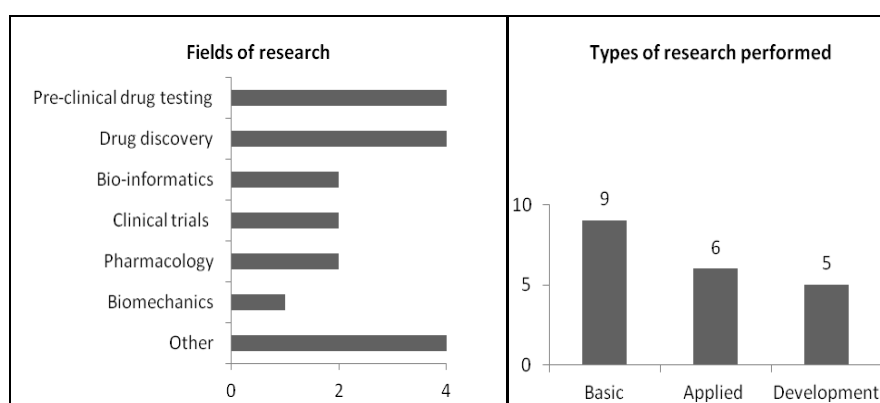 Fields of research
Pre-clinical drug testing
Drug discovery
Bio-informatics
Clinical trials
Pharmacology
Biomechanics
Other
0 2 4
Types of research performed
10
5
0
9
6
5
Basic Applied Development